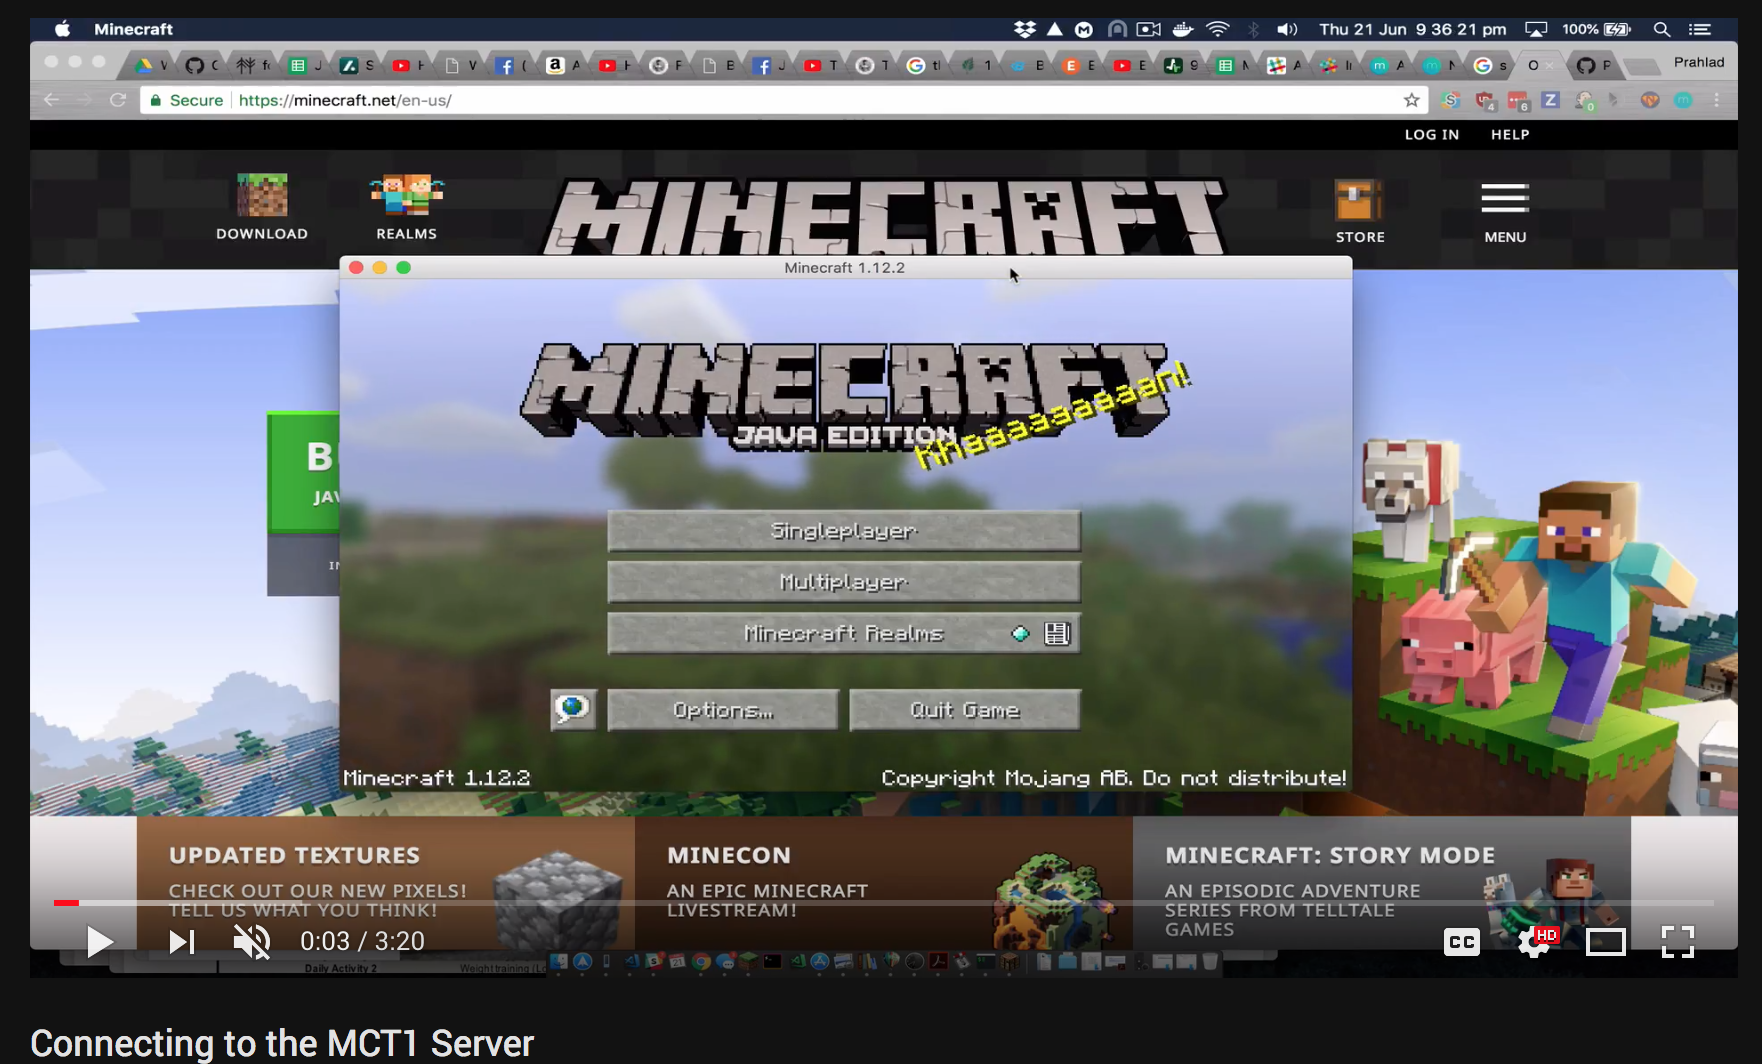 Minecraft
Thu 21 Jun 9 36 21 pm
100%
Prahlad
Secure
https://minecraft.net/en-us/
LOG IN HELP
DOWNLOAD
REALMS
MINECRAFT
STORE
MENU
Minecraft 1.12.2
MINECRAFT
JAVA EDITION
Singleplayer
Multiplayer
Minecraft Realms
Options...
Quit Game
Minecraft 1.12.2
Copyright Mojang AB. Do not distribute!
UPDATED TEXTURES
CHECK OUT OUR NEW PIXELS!
TELL US WHAT YOU THINK!
MINECON
AN EPIC MINECRAFT
LIVESTREAM!
MINECRAFT: STORY MODE
AN EPISODIC ADVENTURE
SERIES FROM TELLTALE
GAMES
0:03 / 3:20
CC
HD
Daily Activity 2
Weight training (Lo
Connecting to the MCT1 Server